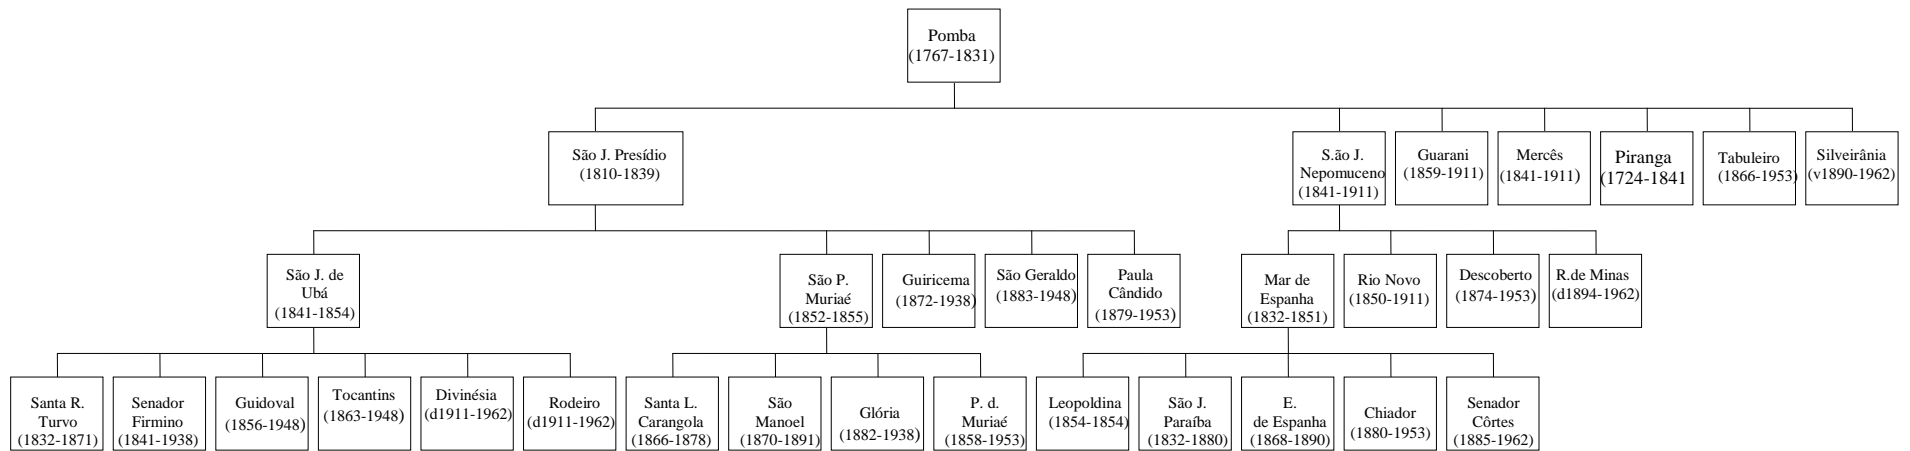 Pomba
(1767-1831)
São J. Presídio
(1810-1839)
S.ão J.
Nepomuceno
(1841-1911)
Guarani
(1859-1911)
Mercês
(1841-1911)
Piranga
(1724-1841
Tabuleiro
(1866-1953)
Silveirânia
(v1890-1962)
São J. de
Ubá
(1841-1854)
São P.
Muriaé
(1852-1855)
Guiricema
(1872-1938)
São Geraldo
(1883-1948)
Paula
Cândido
(1879-1953)
Mar de
Espanha
(1832-1851)
Rio Novo
(1850-1911)
Descoberto
(1874-1953)
R.de Minas
(d1894-1962)
Santa R.
Turvo
(1832-1871)
Senador
Firmino
(1841-1938)
Guidoval
(1856-1948)
Tocantins
(1863-1948)
Divinésia
(d1911-1962)
Rodeiro
(d1911-1962)
Santa L.
Carangola
(1866-1878)
São
Manoel
(1870-1891)
Glória
(1882-1938)
P. d.
Muriaé
(1858-1953)
Leopoldina
(1854-1854)
São J.
Paraíba
(1832-1880)
E.
de Espanha
(1868-1890)
Chiador
(1880-1953)
Senador
Côrtes
(1885-1962)